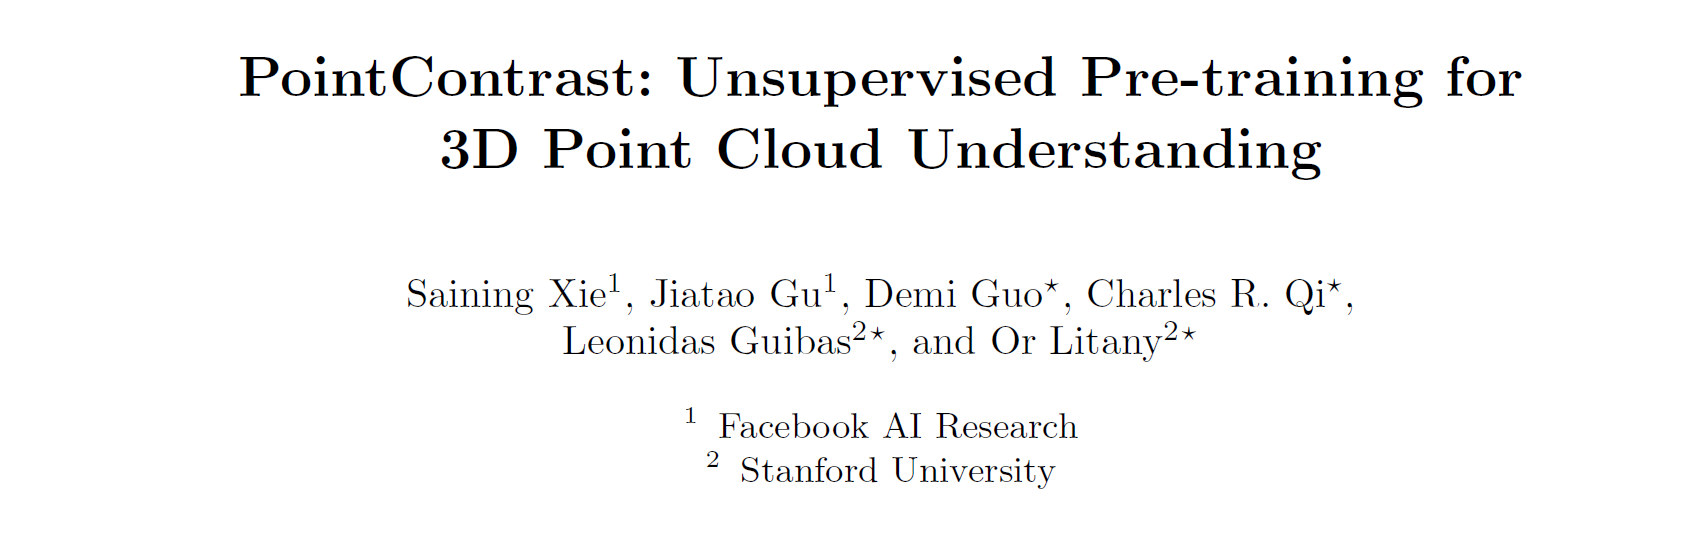 PointContrast: Unsupervised Pre-training for
3D Point Cloud Understanding
Saining Xie¹, Jiatao Gu¹, Demi Guo⋆, Charles R. Qi⋆,
Leonidas Guibas²⋆, and Or Litany²⋆
¹ Facebook AI Research
² Stanford University